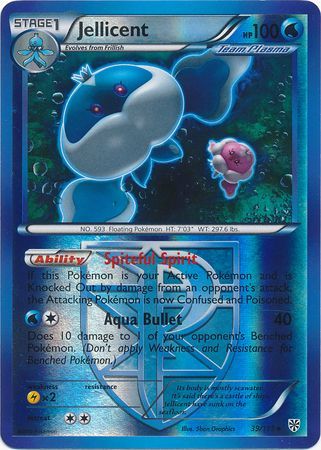 STAGE1
Jellicent
HP100
Evolves from Frillish
Team Plasma
NO. 593 Floating Pokémon HT: 7'03" WT: 297.6 lbs.
Ability Spiteful Spirit
If this Pokémon is your Active Pokémon and is
Knocked Out by damage from an opponent's attack,
the Attacking Pokémon is now Confused and Poisoned.
Aqua Bullet 40
Does 10 damage to 1 of your opponent's Benched
Pokémon. (Don't apply Weakness and Resistance for
Benched Pokémon.)
weakness resistance
×2
retreat
Its body is mostly seawater.
It's said there's a castle of ships
Jellicent have sunk on the
seafloor.
Illus. 5ban Graphics